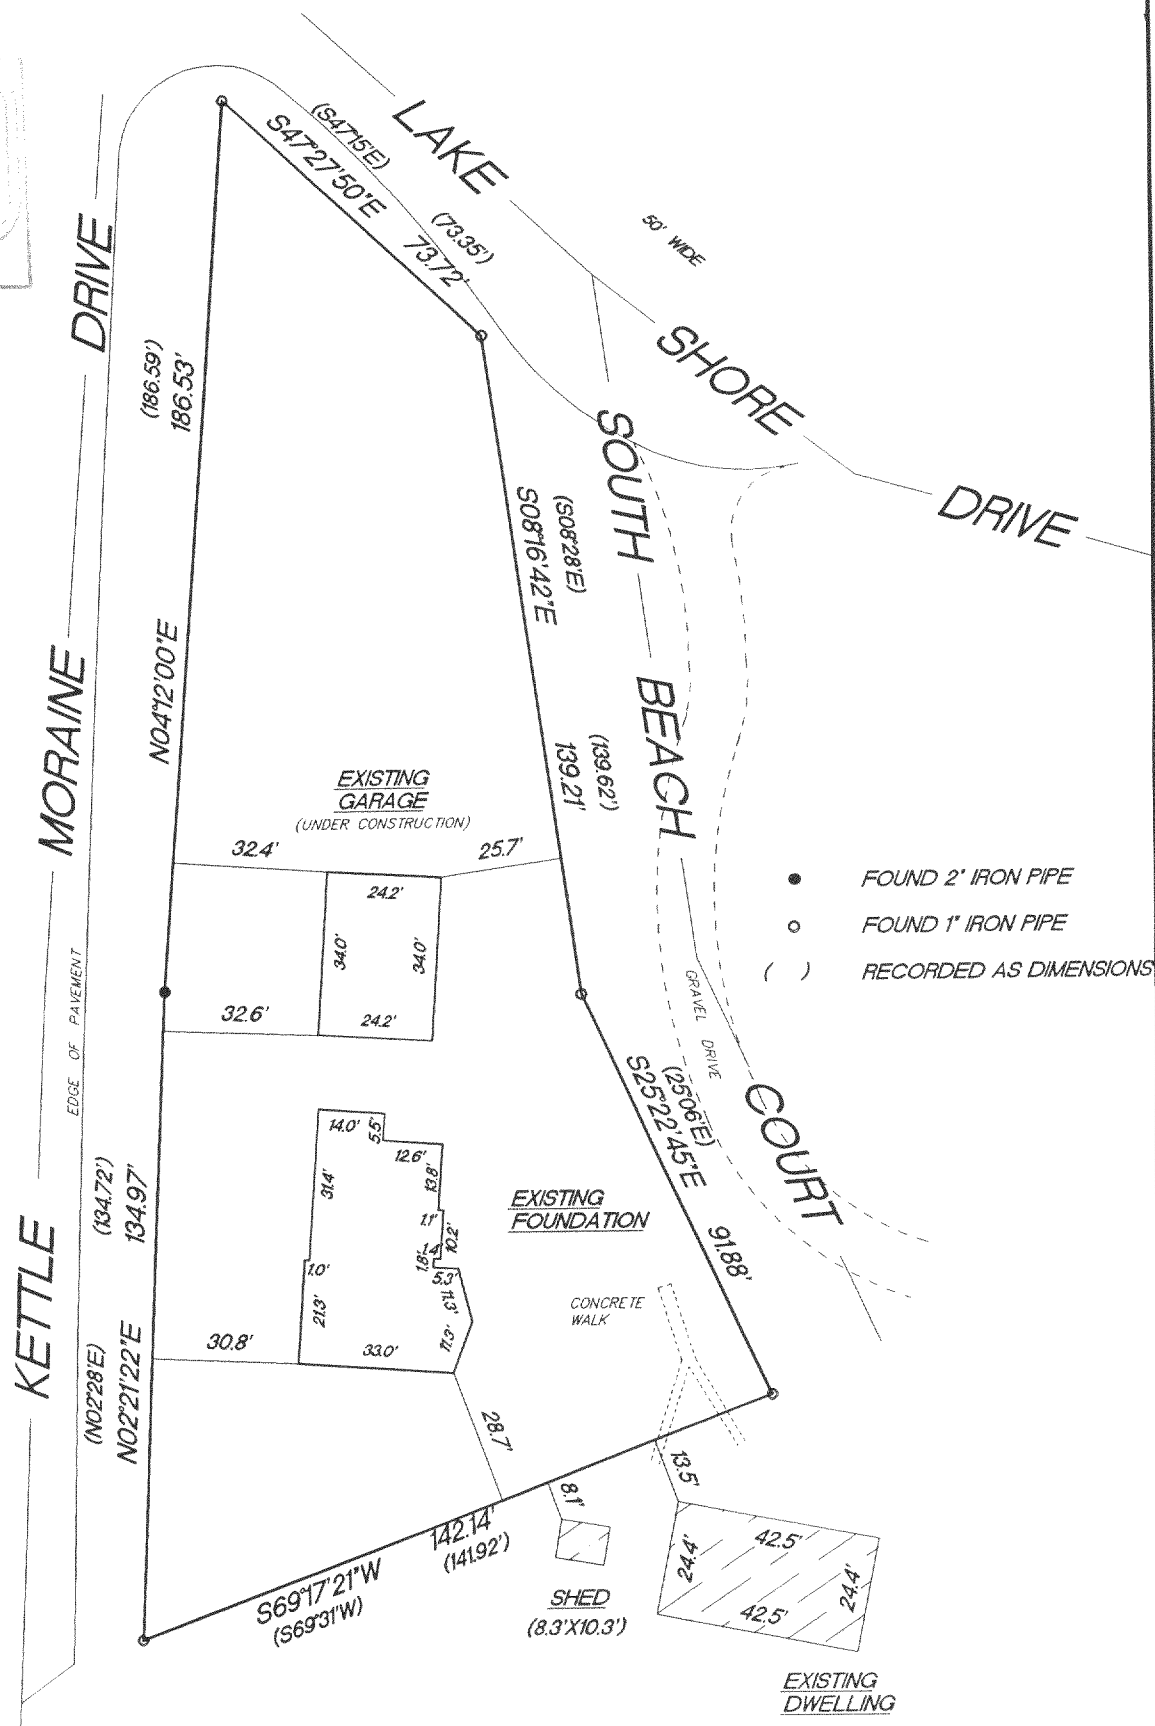 LAKE SHORE DRIVE
50' WIDE
KETTLE MORAINE DRIVE
SOUTH BEACH COURT
(S47°15'E)
S47°27'50"E
(73.35')
73.72'
(186.59')
186.53'
N04°12'00"E
(S08°28'E)
S08°16'42"E
(139.62')
139.21'
EXISTING
GARAGE
(UNDER CONSTRUCTION)
32.4'
25.7'
24.2'
34.0'
34.0'
24.2'
32.6'
FOUND 2" IRON PIPE
FOUND 1" IRON PIPE
( ) RECORDED AS DIMENSIONS
EDGE OF PAVEMENT
GRAVEL DRIVE
(25°06'E)
S25°22'45"E
91.88'
(134.72')
134.97'
(N02°28'E)
N02°21'22"E
14.0'
5.5'
12.6'
31.4'
13.8'
1.1'
10.2'
1.4'
1.8'
5.3'
1.0'
21.3'
11.3'
11.3'
33.0'
30.8'
EXISTING
FOUNDATION
CONCRETE
WALK
28.7'
13.5'
8.1'
142.14'
(141.92')
S69°17'21"W
(S69°31'W)
SHED
(8.3'X10.3')
42.5'
24.4'
24.4'
42.5'
EXISTING
DWELLING